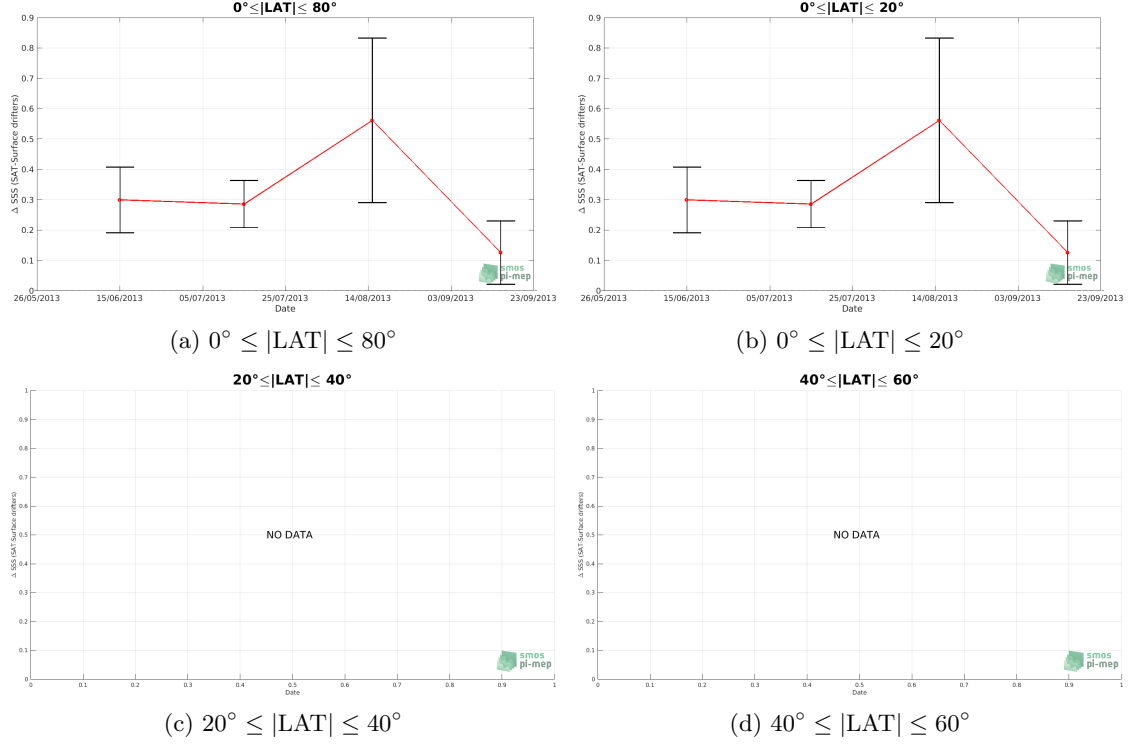 0°≤|LAT|≤ 80°
0.9
0.8
0.7
0.6
0.5
0.4
0.3
0.2
0.1
0
Δ SSS (SAT-Surface drifters)
26/05/2013 15/06/2013 05/07/2013 25/07/2013 14/08/2013 03/09/2013 23/09/2013
Date
smos
pi-mep
(a) 0° ≤ |LAT| ≤ 80°
0°≤|LAT|≤ 20°
0.9
0.8
0.7
0.6
0.5
0.4
0.3
0.2
0.1
0
Δ SSS (SAT-Surface drifters)
26/05/2013 15/06/2013 05/07/2013 25/07/2013 14/08/2013 03/09/2013 23/09/2013
Date
smos
pi-mep
(b) 0° ≤ |LAT| ≤ 20°
20°≤|LAT|≤ 40°
1
0.9
0.8
0.7
0.6
0.5
0.4
0.3
0.2
0.1
0
Δ SSS (SAT-Surface drifters)
NO DATA
0 0.1 0.2 0.3 0.4 0.5 0.6 0.7 0.8 0.9 1
Date
smos
pi-mep
(c) 20° ≤ |LAT| ≤ 40°
40°≤|LAT|≤ 60°
1
0.9
0.8
0.7
0.6
0.5
0.4
0.3
0.2
0.1
0
Δ SSS (SAT-Surface drifters)
NO DATA
0 0.1 0.2 0.3 0.4 0.5 0.6 0.7 0.8 0.9 1
Date
smos
pi-mep
(d) 40° ≤ |LAT| ≤ 60°